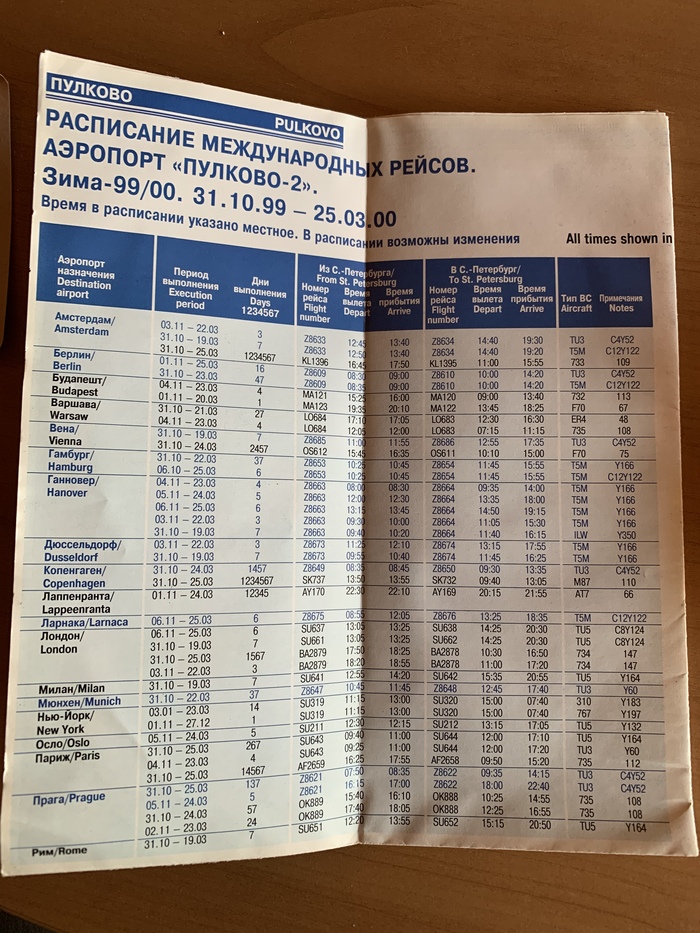 ПУЛКОВО
PULKOVO
РАСПИСАНИЕ МЕЖДУНАРОДНЫХ РЕЙСОВ.
АЭРОПОРТ «ПУЛКОВО-2».
Зима-99/00. 31.10.99 – 25.03.00
Время в расписании указано местное. В расписании возможны изменения All times shown in
Аэропорт назначения Destination airport
Период выполнения Execution period
Дни выполнения Days 1234567
Из С.-Петербурга/ From St. Petersburg
Номер рейса Flight number
Время вылета Depart
Время прибытия Arrive
В С.-Петербург/ To St. Petersburg
Номер рейса Flight number
Время вылета Depart
Время прибытия Arrive
Тип ВС Aircraft
Примечания Notes
Амстердам/ 03.11 – 22.03 3 Z8633 12:45 13:40 Z8634 14:40 19:30 TU3 C4Y52
Amsterdam 31.10 – 19.03 7 Z8633 12:50 13:40 Z8634 14:40 19:20 T5M C12Y122
31.10 – 25.03 1234567 KL1396 16:45 17:50 KL1395 11:00 15:55 733 109
Берлин/ 01.11 – 25.03 16 Z8609 08:30 09:00 Z8610 10:00 14:20 TU3 C4Y52
Berlin 31.10 – 23.03 47 Z8609 08:30 09:00 Z8610 10:00 14:20 T5M C12Y122
Будапешт/ 04.11 – 23.03 4 MA121 15:25 16:00 MA120 09:00 13:40 732 113
Budapest 01.11 – 20.03 1 MA123 19:35 20:10 MA122 13:45 18:25 F70 67
Варшава/ 31.10 – 21.03 27 LO684 17:10 17:05 LO683 12:30 16:30 ER4 48
Warsaw 04.11 – 23.03 4 LO684 12:05 12:00 LO683 07:15 11:15 735 108
Вена/ 31.10 – 19.03 7 Z8685 11:00 11:55 Z8686 12:55 17:35 TU3 C4Y52
Vienna 31.10 – 24.03 2457 OS612 15:45 16:35 OS611 10:10 15:00 F70 75
Гамбург/ 31.10 – 22.03 37 Z8653 10:25 10:45 Z8654 11:45 15:55 T5M Y166
Hamburg 06.10 – 25.03 6 Z8653 10:25 10:45 Z8654 11:45 15:55 T5M C12Y122
Ганновер/ 04.11 – 23.03 4 Z8663 08:00 08:30 Z8664 09:35 14:00 T5M Y166
Hanover 05.11 – 24.03 5 Z8663 12:00 12:30 Z8664 13:35 18:00 T5M Y166
06.11 – 25.03 6 Z8663 13:15 13:45 Z8664 14:50 19:15 T5M Y166
03.11 – 22.03 3 Z8663 09:30 10:00 Z8664 11:05 15:30 T5M Y166
31.10 – 19.03 7 Z8663 09:40 10:20 Z8664 11:40 16:15 ILW Y350
Дюссельдорф/ 03.11 – 22.03 3 Z8673 11:25 12:10 Z8674 13:15 17:55 T5M Y166
Dusseldorf 31.10 – 19.03 7 Z8673 09:55 10:40 Z8674 11:45 16:25 T5M Y166
Копенгаген/ 31.10 – 24.03 1457 Z8649 08:35 08:45 Z8650 09:30 13:35 TU3 C4Y52
Copenhagen 31.10 – 25.03 1234567 SK737 13:50 13:55 SK732 09:40 13:05 M87 110
Лаппенранта/ 01.11 – 24.03 12345 AY170 22:30 22:10 AY169 20:15 21:55 AT7 66
Lappeenranta
Ларнака/Larnaca 06.11 – 25.03 6 Z8675 08:55 12:05 Z8676 13:25 18:35 T5M C12Y122
Лондон/ 06.11 – 25.03 6 SU637 13:05 13:25 SU638 14:25 20:30 TU5 C8Y124
London 31.10 – 19.03 7 SU661 13:05 13:25 SU662 14:25 20:30 TU5 C8Y124
31.10 – 25.03 1567 BA2879 17:50 18:25 BA2878 10:30 16:50 734 147
03.11 – 22.03 3 BA2879 18:20 18:55 BA2878 11:00 17:20 734 147
Милан/Milan 31.10 – 19.03 7 SU641 12:55 14:20 SU642 15:35 20:55 TU5 Y164
Мюнхен/Munich 31.10 – 22.03 37 Z8647 10:45 11:45 Z8648 12:45 17:40 TU3 Y60
Нью-Йорк/ 03.01 – 23.03 14 SU319 11:15 13:00 SU320 15:00 07:40 310 Y183
New York 01.11 – 27.12 1 SU319 11:15 13:00 SU320 15:00 07:40 767 Y197
Осло/Oslo 05.11 – 24.03 5 SU211 12:30 12:15 SU212 13:15 17:05 TU5 Y132
Париж/Paris 31.10 – 25.03 267 SU643 09:40 11:00 SU644 12:00 17:10 TU5 Y164
04.11 – 23.03 4 SU643 09:25 11:00 SU644 12:00 17:20 TU3 Y60
31.10 – 25.03 14567 AF2659 16:25 17:55 AF2658 09:50 15:20 735 112
Прага/Prague 31.10 – 25.03 137 Z8621 07:50 08:35 Z8622 09:35 14:15 TU3 C4Y52
05.11 – 24.03 5 Z8621 16:15 17:00 Z8622 18:00 22:40 TU3 C4Y52
31.10 – 24.03 57 OK889 15:40 16:10 OK888 10:25 14:55 735 108
02.11 – 23.03 24 OK889 17:40 18:05 OK888 12:25 16:55 735 108
Рим/Rome 31.10 – 19.03 7 SU651 12:20 13:55 SU652 15:15 20:50 TU5 Y164